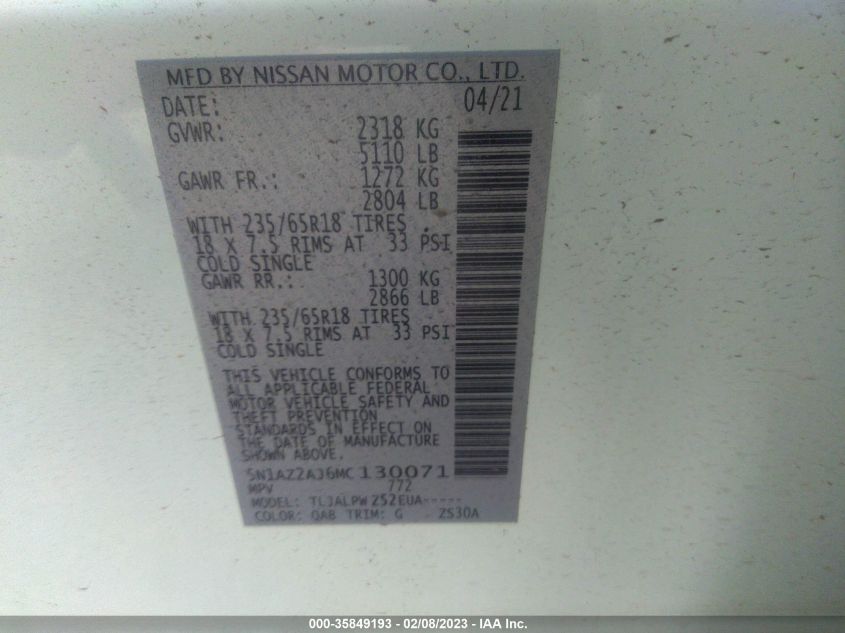 MFD BY NISSAN MOTOR CO., LTD.
DATE: 04/21
GVWR: 2318 KG
5110 LB
GAWR FR.: 1272 KG
2804 LB
WITH 235/65R18 TIRES
18 X 7.5 RIMS AT 33 PSI
COLD SINGLE
GAWR RR.: 1300 KG
2866 LB
WITH 235/65R18 TIRES
18 X 7.5 RIMS AT 33 PSI
COLD SINGLE
THIS VEHICLE CONFORMS TO
ALL APPLICABLE FEDERAL
MOTOR VEHICLE SAFETY AND
THEFT PREVENTION
STANDARDS IN EFFECT ON
THE DATE OF MANUFACTURE
SHOWN ABOVE.
5N1AZ2AJ6MC130071
MPV 772
MODEL: TLJALPWZS2EUA-----
COLOR: QAB TRIM: G ZS30A
000-35849193 - 02/08/2023 - IAA Inc.